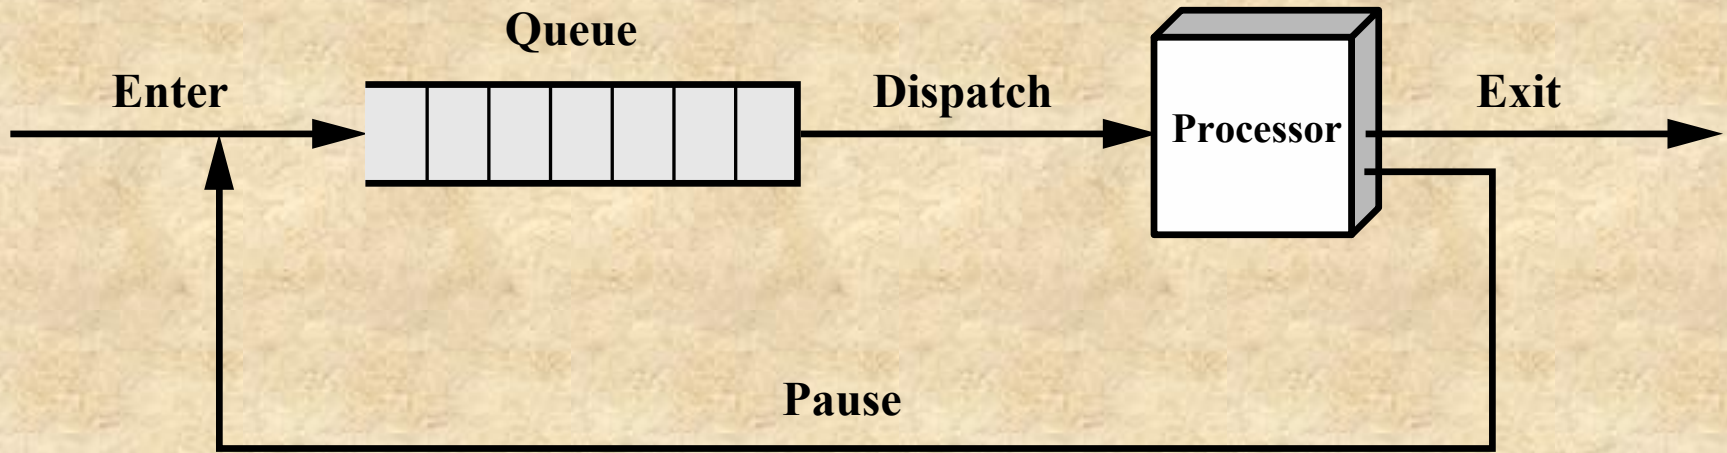 Queue
Enter
Dispatch
Processor
Exit
Pause